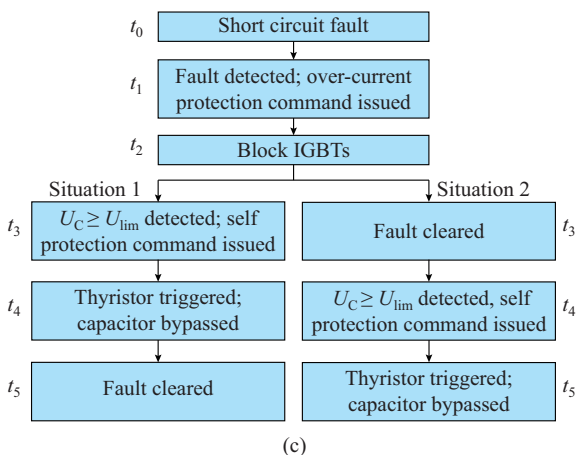 t0
Short circuit fault
t1
Fault detected; over-current
protection command issued
t2
Block IGBTs
Situation 1
Situation 2
t3
UC ≥ Ulim detected; self
protection command issued
Fault cleared
t3
t4
Thyristor triggered;
capacitor bypassed
UC ≥ Ulim detected, self
protection command issued
t4
t5
Fault cleared
Thyristor triggered;
capacitor bypassed
t5
(c)